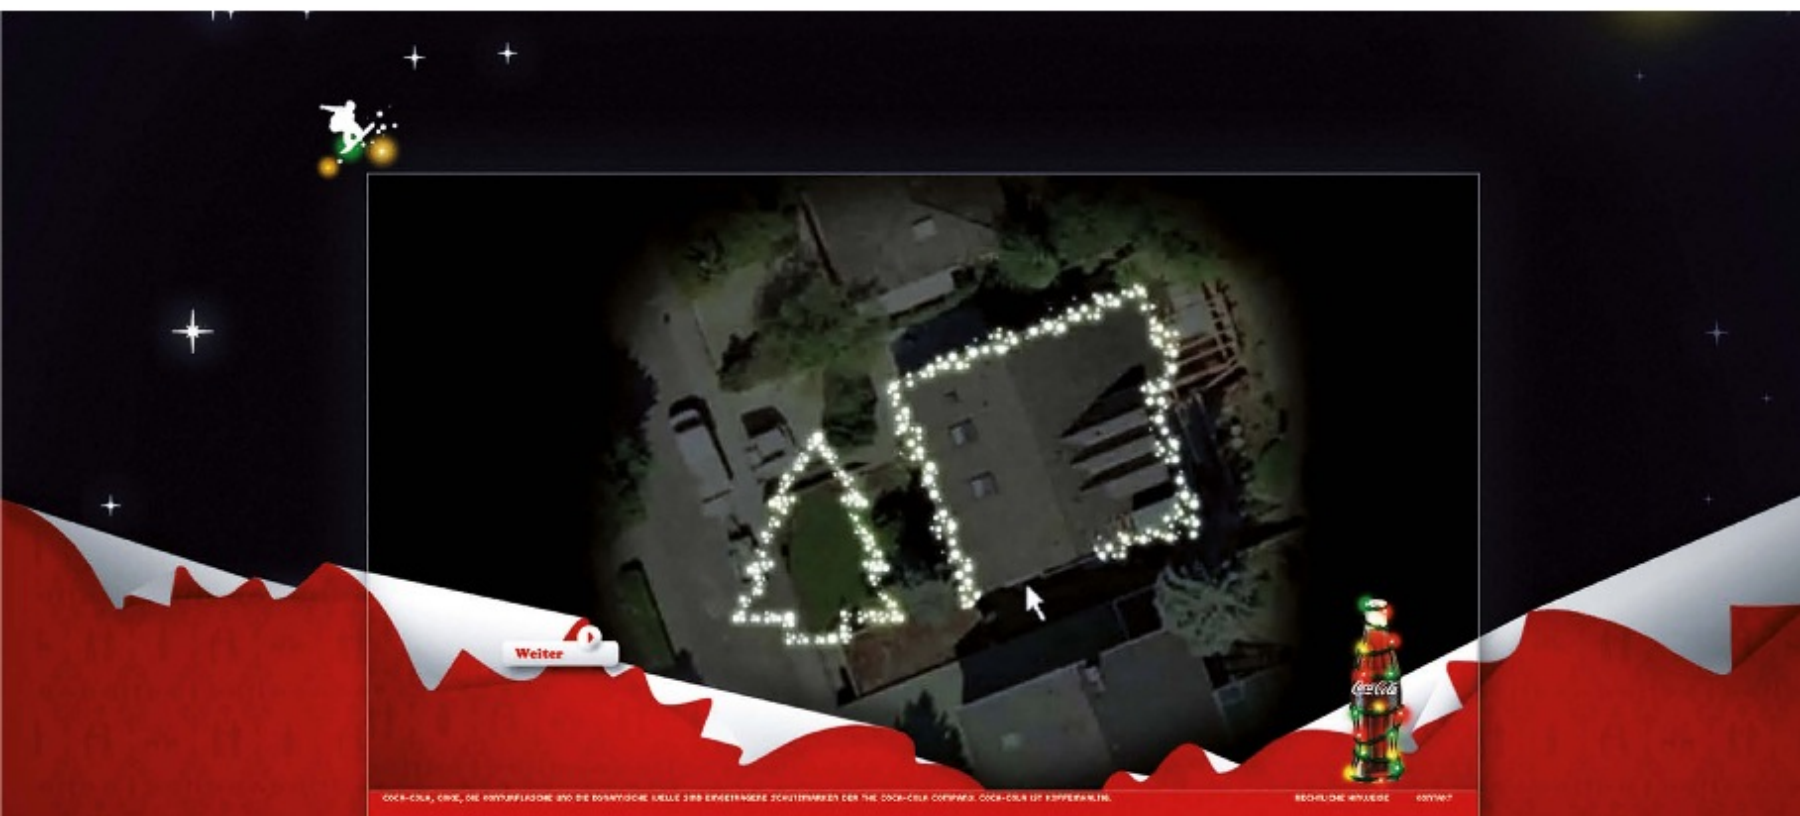 Weiter
Coca-Cola
COCA-COLA, COKE, DIE KONTURFLASCHE UND DIE DYNAMISCHE WELLE SIND EINGETRAGENE SCHUTZMARKEN DER THE COCA-COLA COMPANY. COCA-COLA IST KOFFEINHALTIG.
RECHTLICHE HINWEISE
KONTAKT